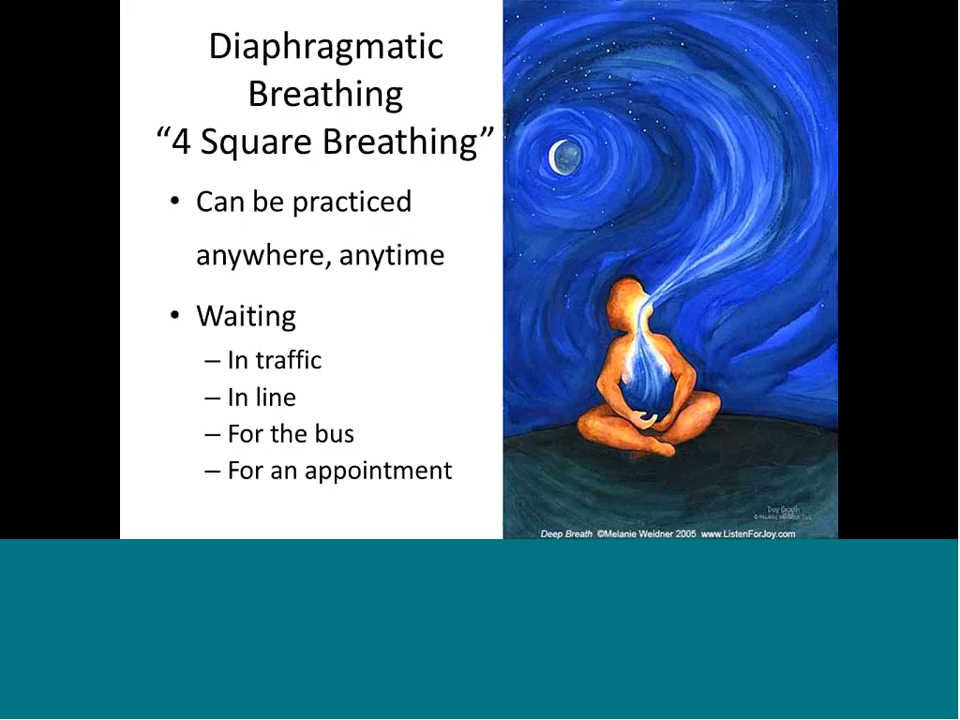 Diaphragmatic
Breathing
“4 Square Breathing”
• Can be practiced
anywhere, anytime
• Waiting
– In traffic
– In line
– For the bus
– For an appointment
Deep Breath ©Melanie Weidner 2005 www.ListenForJoy.com